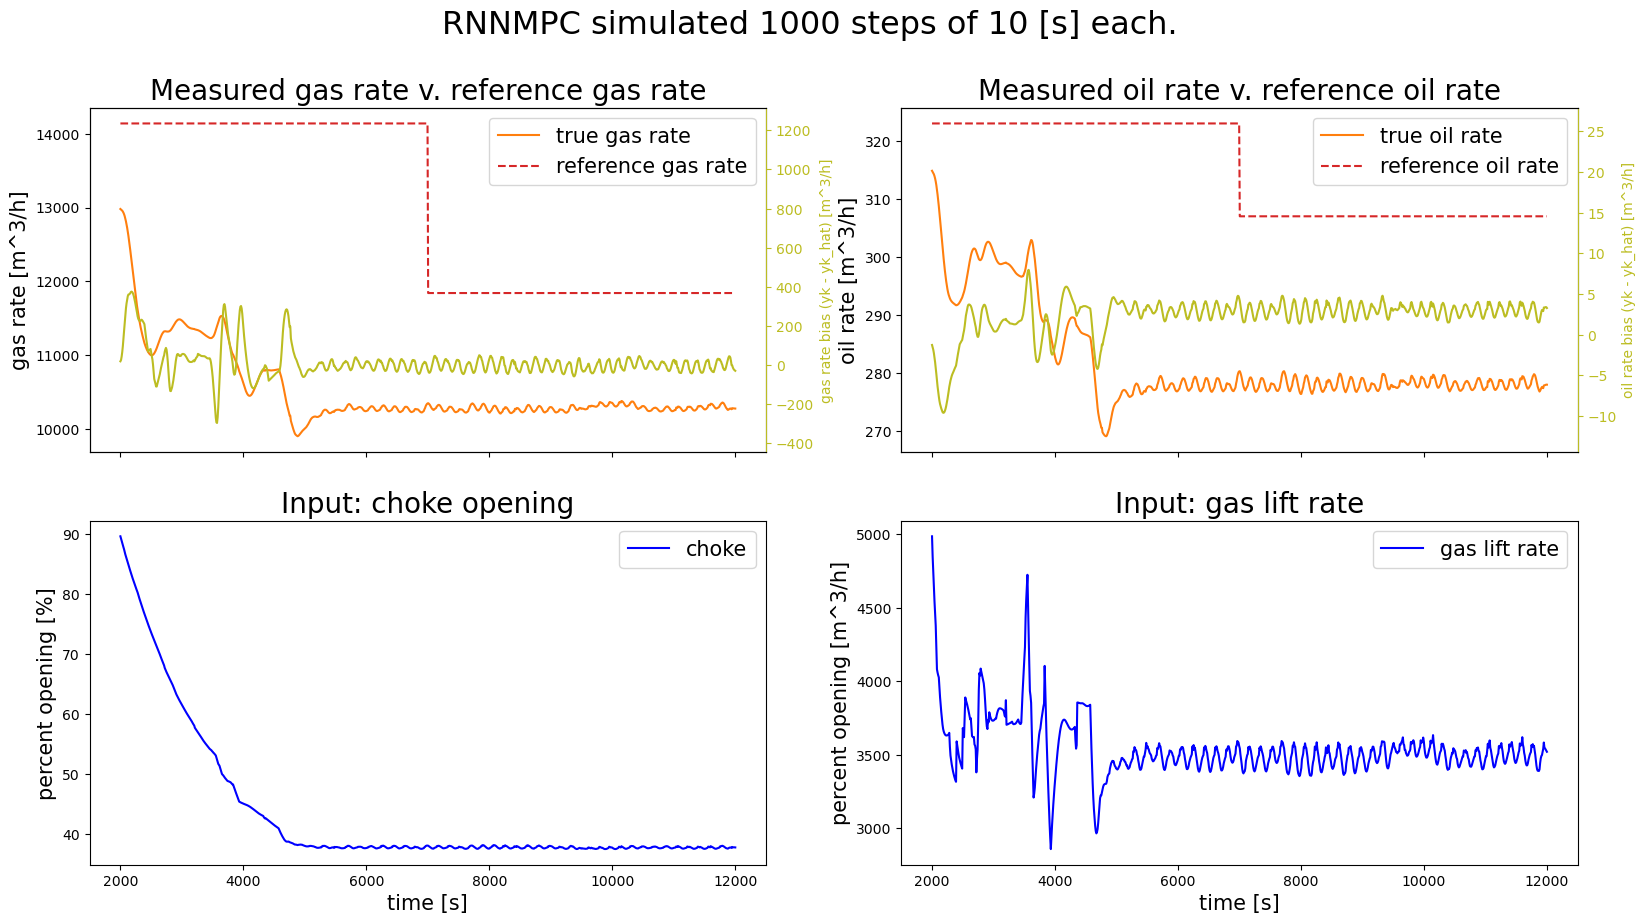 RNNMPC simulated 1000 steps of 10 [s] each.
Measured gas rate v. reference gas rate
14000
13000
12000
11000
10000
gas rate [m^3/h]
true gas rate
reference gas rate
1200
1000
800
600
400
200
0
−200
−400
gas rate bias (yk - yk_hat) [m^3/h]
Measured oil rate v. reference oil rate
320
310
300
290
280
270
oil rate [m^3/h]
true oil rate
reference oil rate
25
20
15
10
5
0
−5
−10
oil rate bias (yk - yk_hat) [m^3/h]
Input: choke opening
90
80
70
60
50
40
percent opening [%]
choke
2000 4000 6000 8000 10000 12000
time [s]
Input: gas lift rate
5000
4500
4000
3500
3000
percent opening [m^3/h]
gas lift rate
2000 4000 6000 8000 10000 12000
time [s]